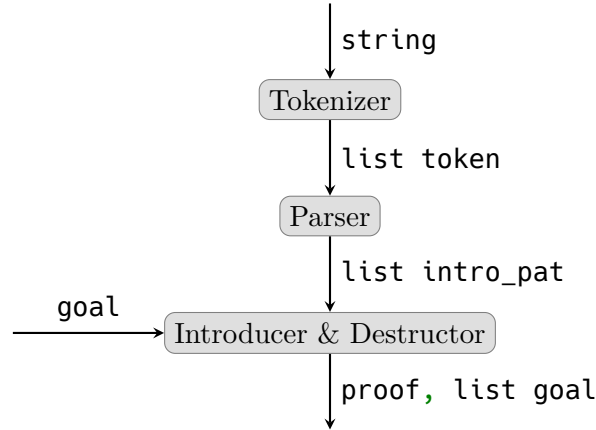 string
Tokenizer
list token
Parser
list intro_pat
goal
Introducer & Destructor
proof, list goal